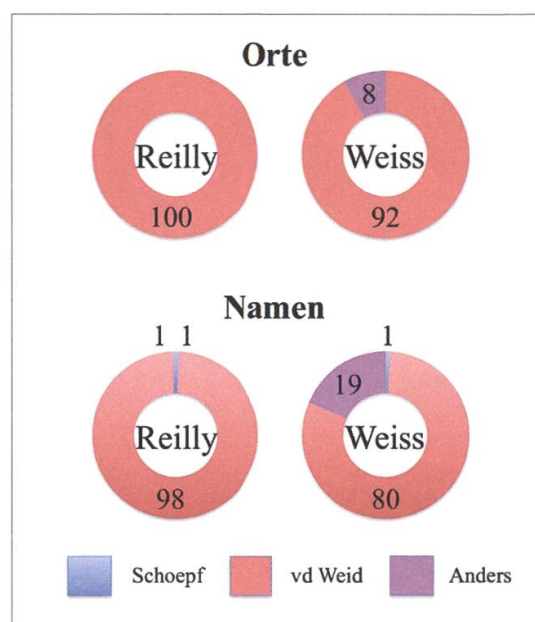 Orte
8
Reilly Weiss
100 92
Namen
1 1 1
19
Reilly Weiss
98 80
Schoepf vd Weid Anders